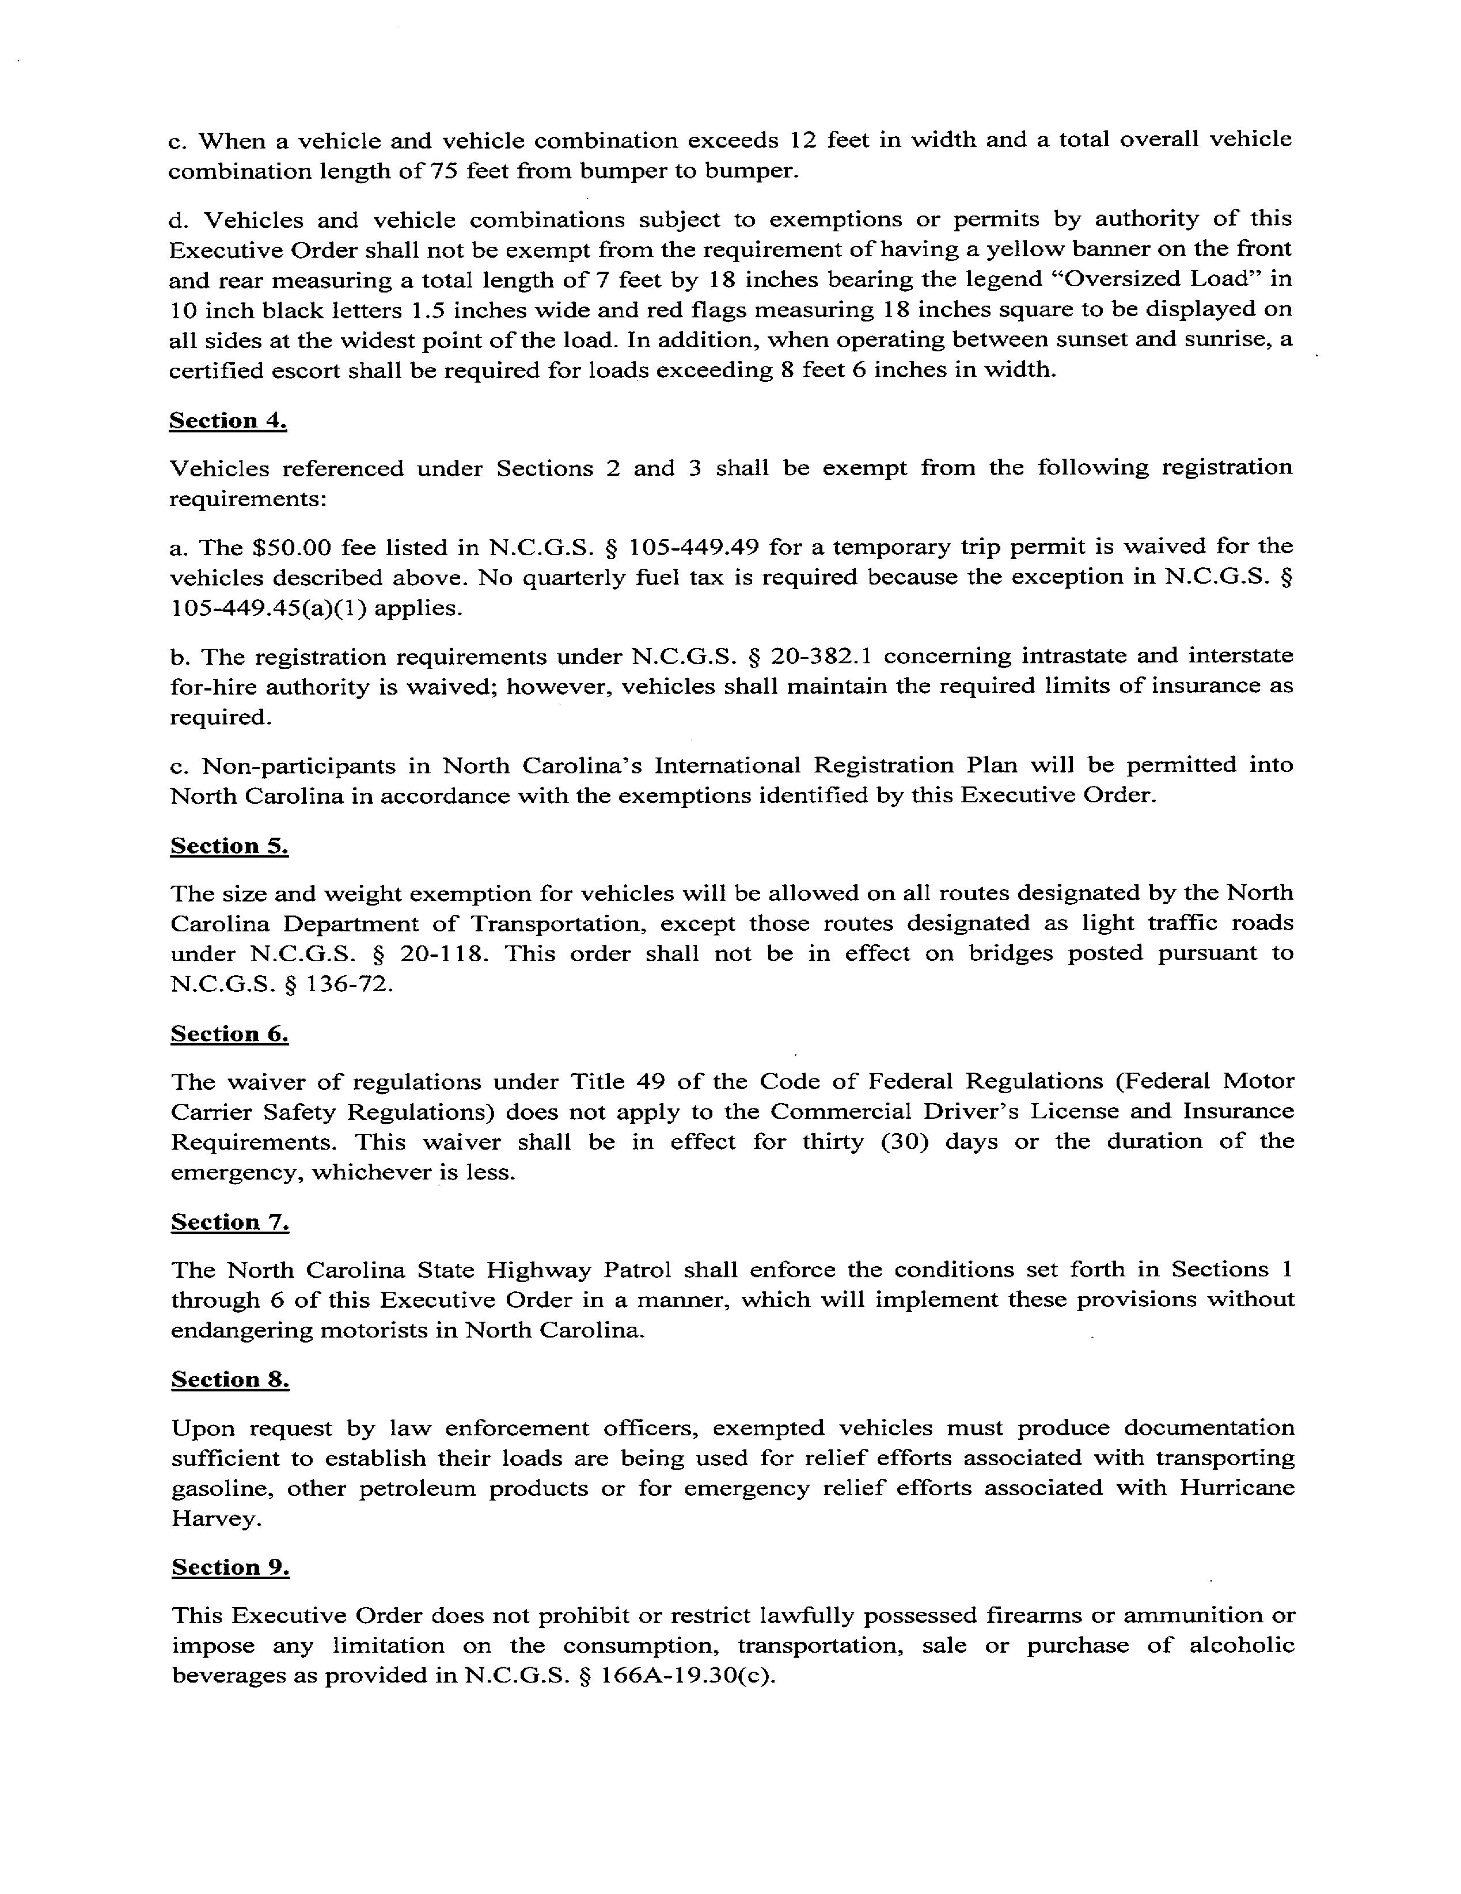 c. When a vehicle and vehicle combination exceeds 12 feet in width and a total overall vehicle
combination length of 75 feet from bumper to bumper.
d. Vehicles and vehicle combinations subject to exemptions or permits by authority of this
Executive Order shall not be exempt from the requirement of having a yellow banner on the front
and rear measuring a total length of 7 feet by 18 inches bearing the legend “Oversized Load” in
10 inch black letters 1.5 inches wide and red flags measuring 18 inches square to be displayed on
all sides at the widest point of the load. In addition, when operating between sunset and sunrise, a
certified escort shall be required for loads exceeding 8 feet 6 inches in width.
Section 4.
Vehicles referenced under Sections 2 and 3 shall be exempt from the following registration
requirements:
a. The $50.00 fee listed in N.C.G.S. § 105-449.49 for a temporary trip permit is waived for the
vehicles described above. No quarterly fuel tax is required because the exception in N.C.G.S. §
105-449.45(a)(1) applies.
b. The registration requirements under N.C.G.S. § 20-382.1 concerning intrastate and interstate
for-hire authority is waived; however, vehicles shall maintain the required limits of insurance as
required.
c. Non-participants in North Carolina’s International Registration Plan will be permitted into
North Carolina in accordance with the exemptions identified by this Executive Order.
Section 5.
The size and weight exemption for vehicles will be allowed on all routes designated by the North
Carolina Department of Transportation, except those routes designated as light traffic roads
under N.C.G.S. § 20-118. This order shall not be in effect on bridges posted pursuant to
N.C.G.S. § 136-72.
Section 6.
The waiver of regulations under Title 49 of the Code of Federal Regulations (Federal Motor
Carrier Safety Regulations) does not apply to the Commercial Driver’s License and Insurance
Requirements. This waiver shall be in effect for thirty (30) days or the duration of the
emergency, whichever is less.
Section 7.
The North Carolina State Highway Patrol shall enforce the conditions set forth in Sections 1
through 6 of this Executive Order in a manner, which will implement these provisions without
endangering motorists in North Carolina.
Section 8.
Upon request by law enforcement officers, exempted vehicles must produce documentation
sufficient to establish their loads are being used for relief efforts associated with transporting
gasoline, other petroleum products or for emergency relief efforts associated with Hurricane
Harvey.
Section 9.
This Executive Order does not prohibit or restrict lawfully possessed firearms or ammunition or
impose any limitation on the consumption, transportation, sale or purchase of alcoholic
beverages as provided in N.C.G.S. § 166A-19.30(c).